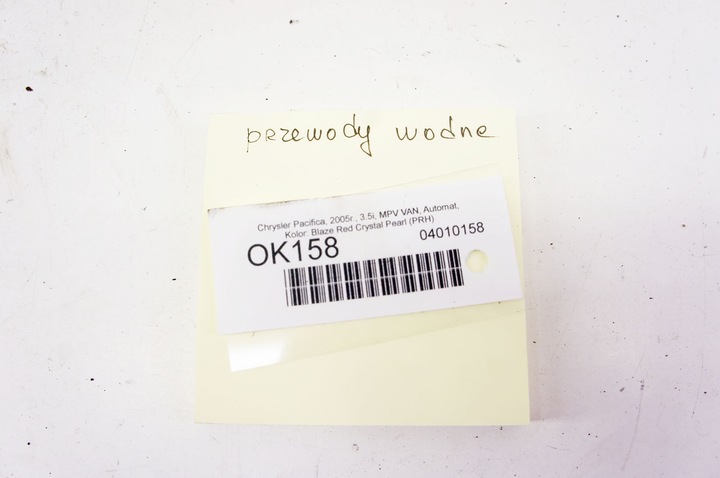 przewody wodne
Chrysler Pacifica, 2005r., 3.5i, MPV VAN, Automat,
Kolor: Blaze Red Crystal Pearl (PRH)
OK158 04010158